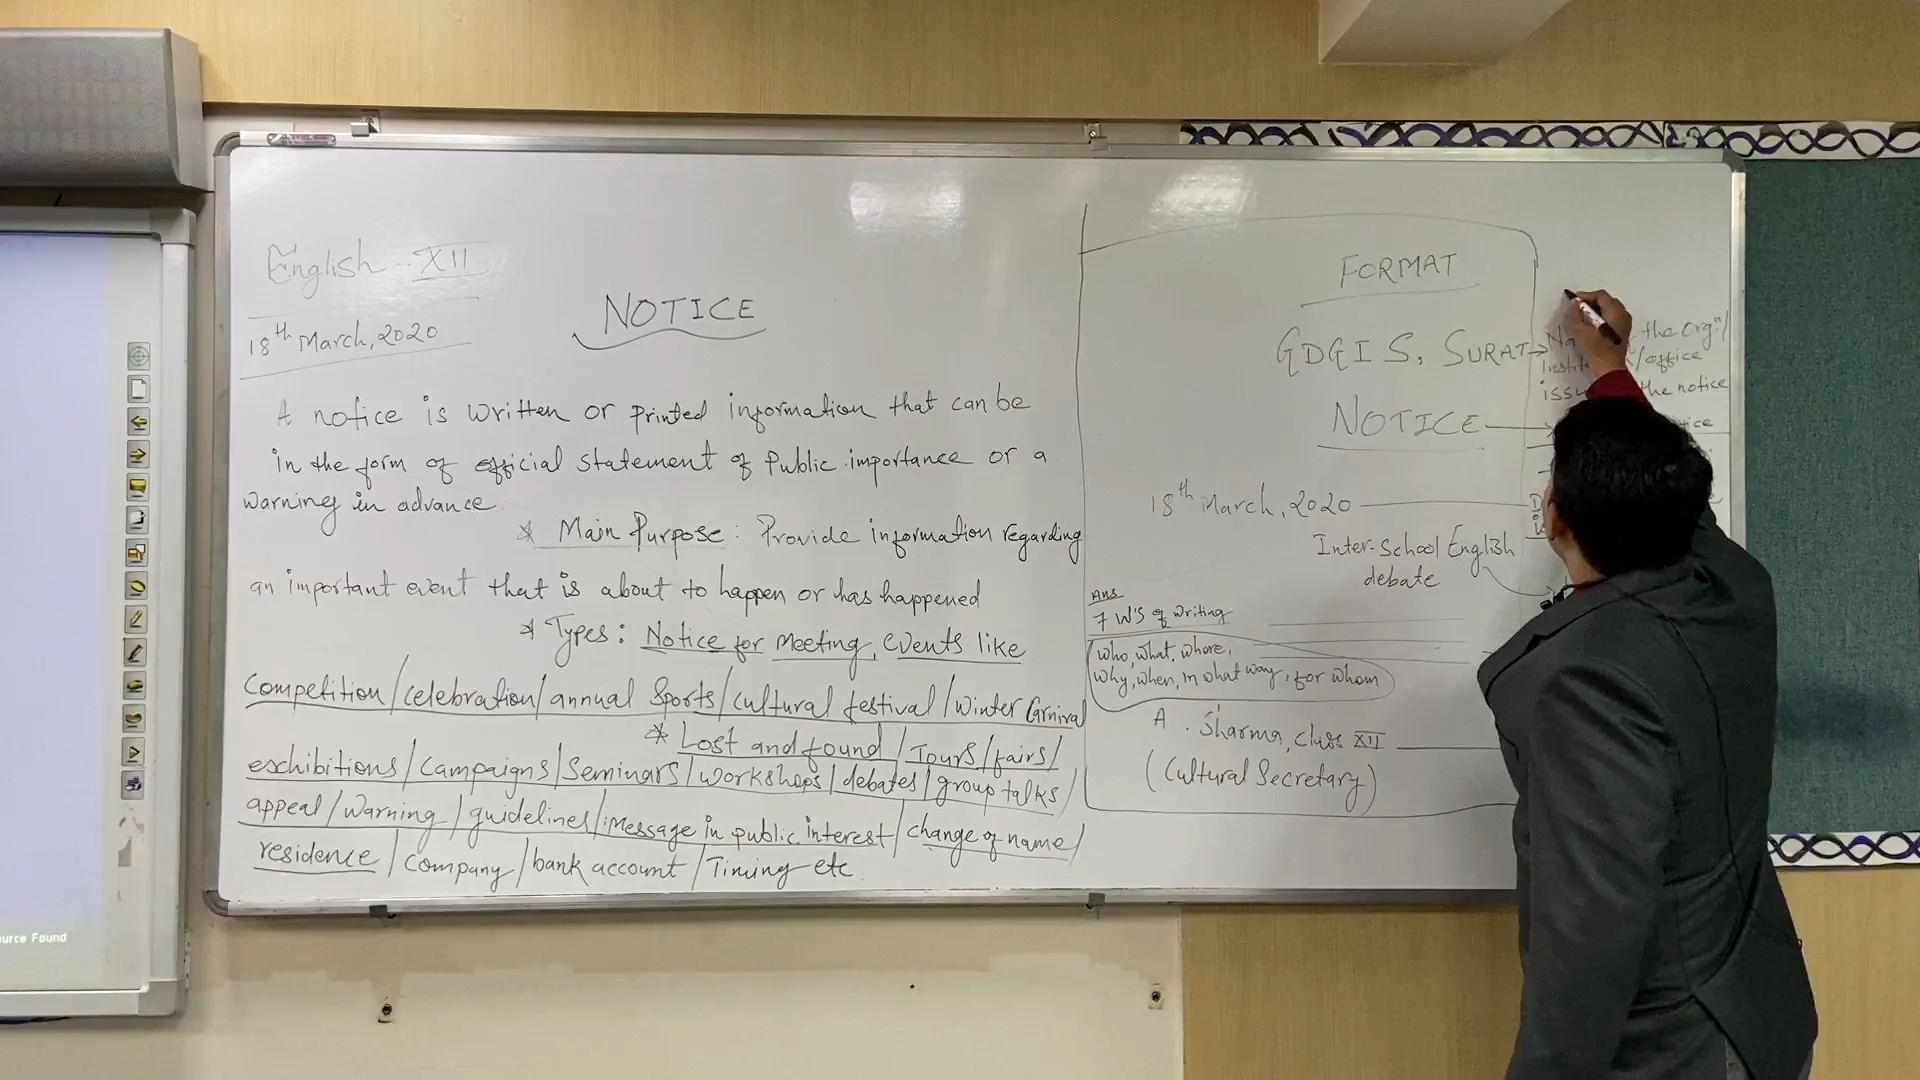 English - XII
18th March, 2020
NOTICE
A notice is written or printed information that can be
in the form of official statement of public importance or a
warning in advance.
* Main Purpose: Provide information regarding
an important event that is about to happen or has happened
* Types: Notice for meeting, events like
Competition/celebration/annual sports/cultural festival/winter Carnival
* Lost and found/Tours/fairs/
exhibitions/campaigns/seminars/workshops/debates/group talks/
appeal/warning/guidelines/message in public interest/change of name/
residence/company/bank account/Timing etc.
FORMAT
GDGIS, SURAT
NOTICE
18th March, 2020
Inter-School English
debate
Ans
7 W's of writing
who, what, where,
why, when, in what way, for whom
A. Sharma, class XII
(Cultural Secretary)
the Orgn/
/office
the notice
urce Found